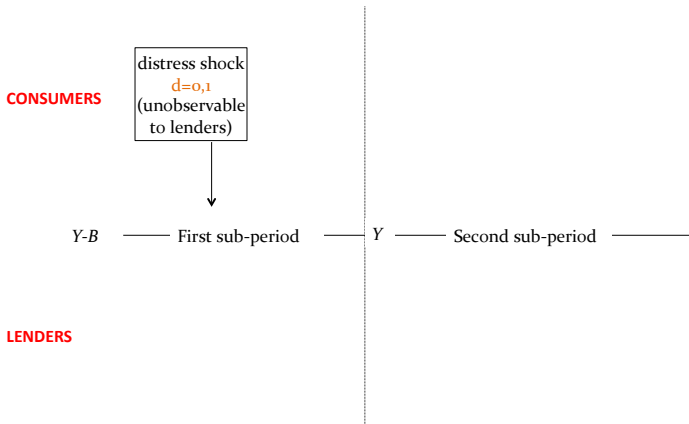 distress shock
d=0,1
(unobservable
to lenders)
CONSUMERS
Y-B First sub-period Y Second sub-period
LENDERS